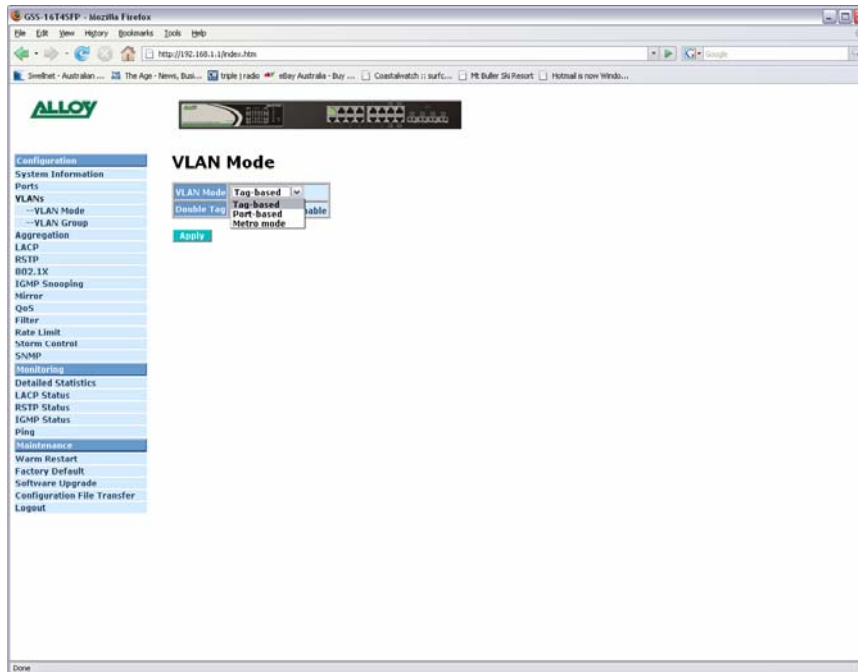 GSS-16T4SFP - Mozilla Firefox
File Edit View History Bookmarks Tools Help
http://192.168.1.1/index.htm
Google
Swellnet - Australian ... The Age - News, Busi... triple j radio eBay Australia - Buy ... Coastalwatch :: surfc... Mt Buller Ski Resort Hotmail is now Windo...
ALLOY
Configuration
System Information
Ports
VLANs
--VLAN Mode
--VLAN Group
Aggregation
LACP
RSTP
802.1X
IGMP Snooping
Mirror
QoS
Filter
Rate Limit
Storm Control
SNMP
Monitoring
Detailed Statistics
LACP Status
RSTP Status
IGMP Status
Ping
Maintenance
Warm Restart
Factory Default
Software Upgrade
Configuration File Transfer
Logout
VLAN Mode
VLAN Mode Tag-based
Double Tag able
Tag-based
Port-based
Metro mode
Apply
Done